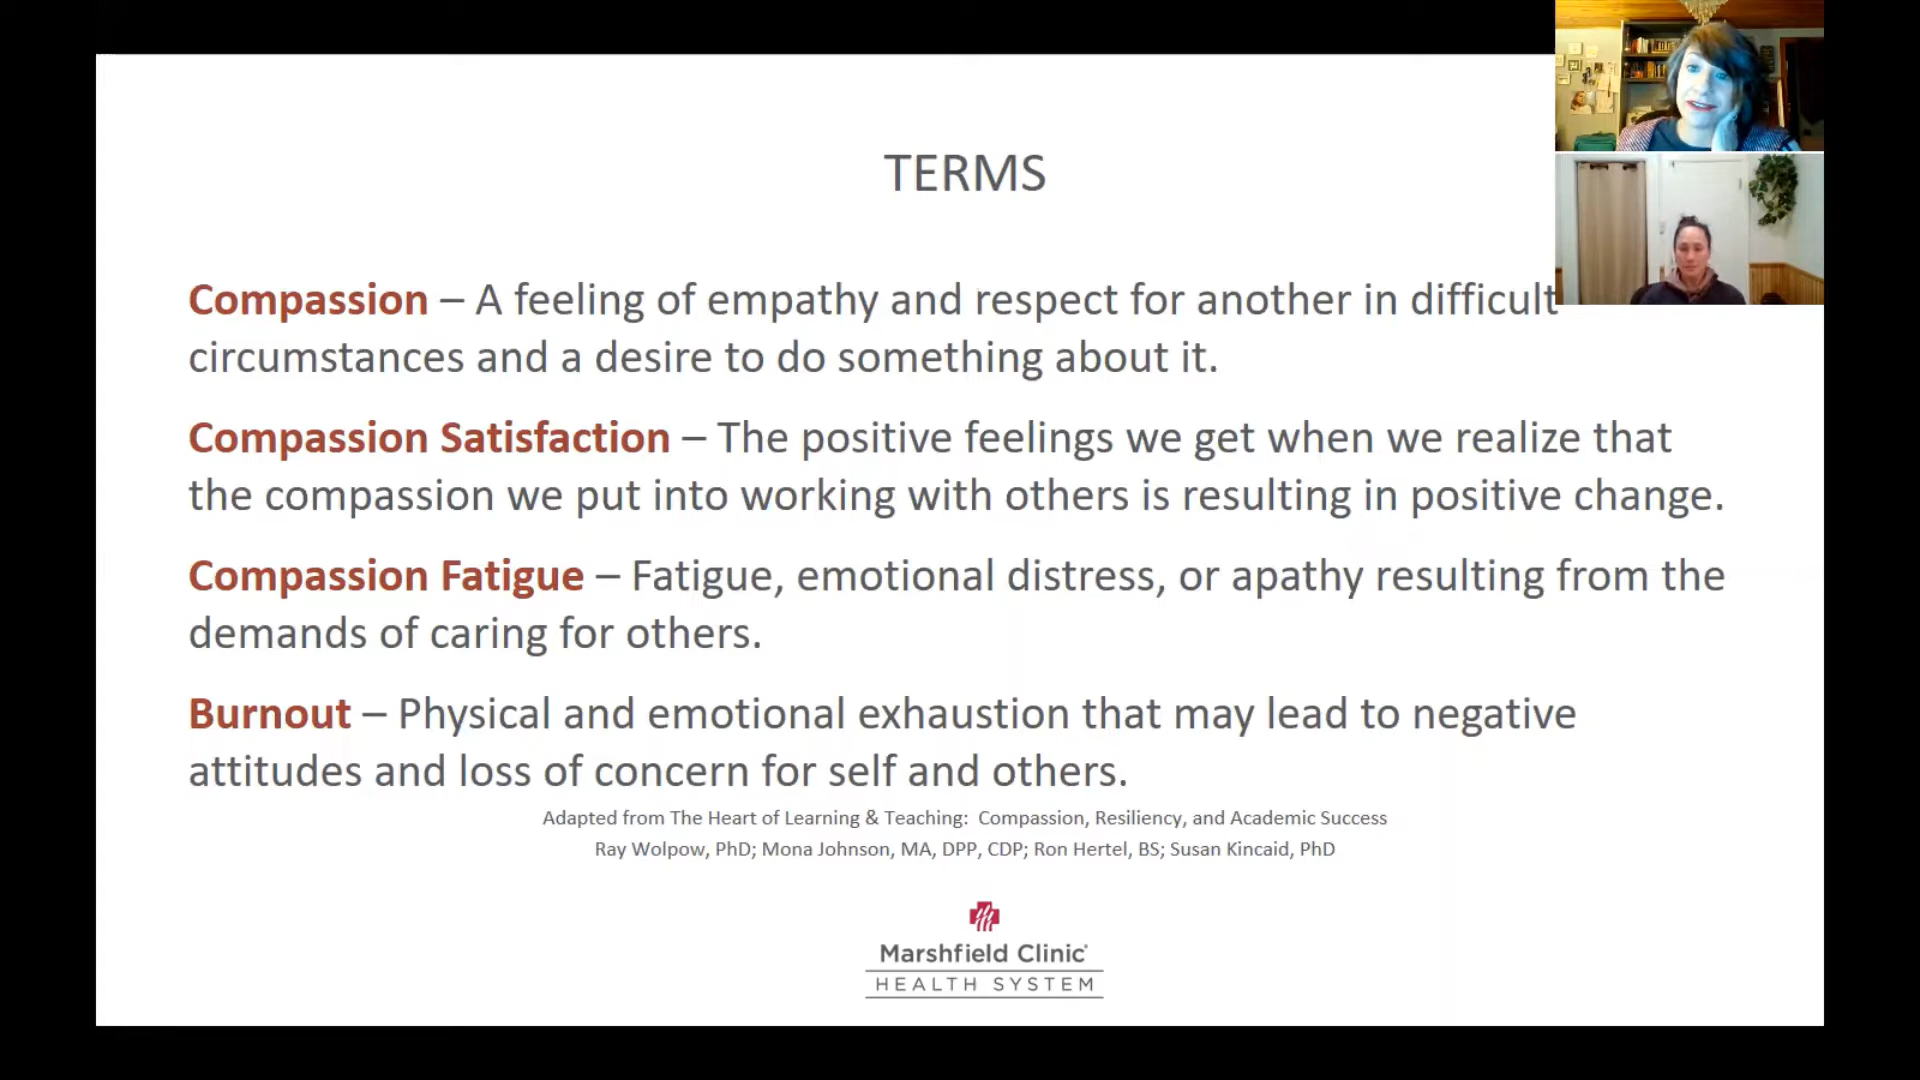 TERMS
Compassion – A feeling of empathy and respect for another in difficult
circumstances and a desire to do something about it.
Compassion Satisfaction – The positive feelings we get when we realize that
the compassion we put into working with others is resulting in positive change.
Compassion Fatigue – Fatigue, emotional distress, or apathy resulting from the
demands of caring for others.
Burnout – Physical and emotional exhaustion that may lead to negative
attitudes and loss of concern for self and others.
Adapted from The Heart of Learning & Teaching: Compassion, Resiliency, and Academic Success
Ray Wolpow, PhD; Mona Johnson, MA, DPP, CDP; Ron Hertel, BS; Susan Kincaid, PhD
Marshfield Clinic
HEALTH SYSTEM